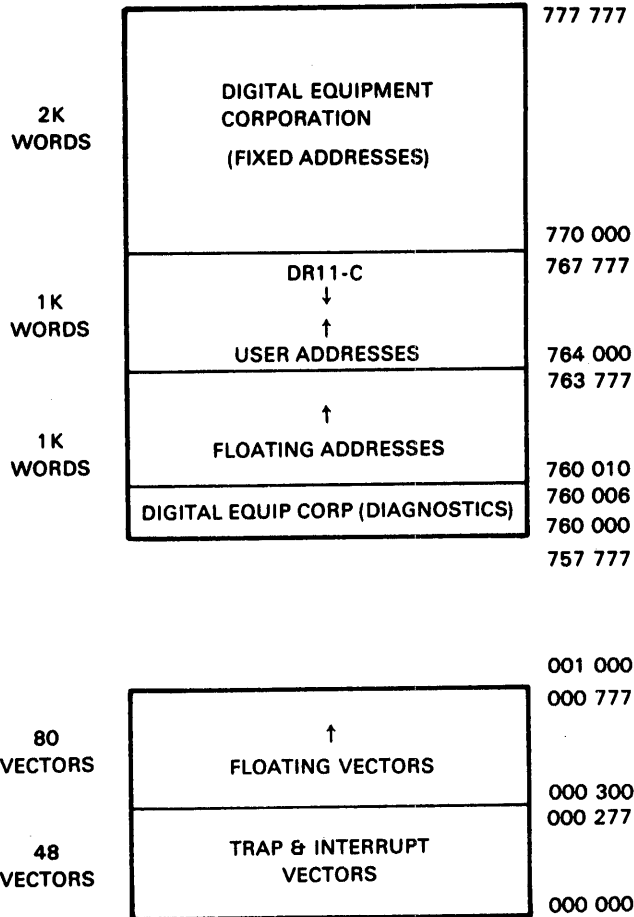 777 777
DIGITAL EQUIPMENT
CORPORATION
(FIXED ADDRESSES)
2K
WORDS
770 000
767 777
DR11-C
↓
↑
USER ADDRESSES
1K
WORDS
764 000
763 777
↑
FLOATING ADDRESSES
1K
WORDS
760 010
760 006
DIGITAL EQUIP CORP (DIAGNOSTICS)
760 000
757 777
001 000
000 777
↑
FLOATING VECTORS
80
VECTORS
000 300
000 277
TRAP & INTERRUPT
VECTORS
48
VECTORS
000 000